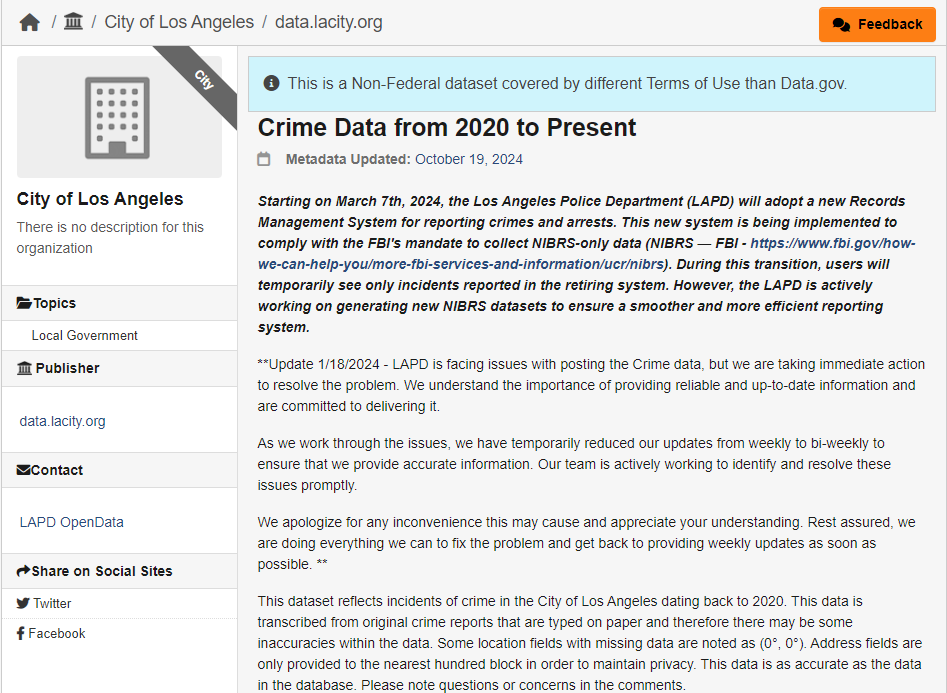 / / City of Los Angeles / data.lacity.org
Feedback
City
City of Los Angeles
There is no description for this
organization
Topics
Local Government
Publisher
data.lacity.org
Contact
LAPD OpenData
Share on Social Sites
Twitter
Facebook
This is a Non-Federal dataset covered by different Terms of Use than Data.gov.
Crime Data from 2020 to Present
Metadata Updated: October 19, 2024
Starting on March 7th, 2024, the Los Angeles Police Department (LAPD) will adopt a new Records
Management System for reporting crimes and arrests. This new system is being implemented to
comply with the FBI's mandate to collect NIBRS-only data (NIBRS — FBI - https://www.fbi.gov/how-
we-can-help-you/more-fbi-services-and-information/ucr/nibrs). During this transition, users will
temporarily see only incidents reported in the retiring system. However, the LAPD is actively
working on generating new NIBRS datasets to ensure a smoother and more efficient reporting
system.
**Update 1/18/2024 - LAPD is facing issues with posting the Crime data, but we are taking immediate action
to resolve the problem. We understand the importance of providing reliable and up-to-date information and
are committed to delivering it.
As we work through the issues, we have temporarily reduced our updates from weekly to bi-weekly to
ensure that we provide accurate information. Our team is actively working to identify and resolve these
issues promptly.
We apologize for any inconvenience this may cause and appreciate your understanding. Rest assured, we
are doing everything we can to fix the problem and get back to providing weekly updates as soon as
possible. **
This dataset reflects incidents of crime in the City of Los Angeles dating back to 2020. This data is
transcribed from original crime reports that are typed on paper and therefore there may be some
inaccuracies within the data. Some location fields with missing data are noted as (0°, 0°). Address fields are
only provided to the nearest hundred block in order to maintain privacy. This data is as accurate as the data
in the database. Please note questions or concerns in the comments.